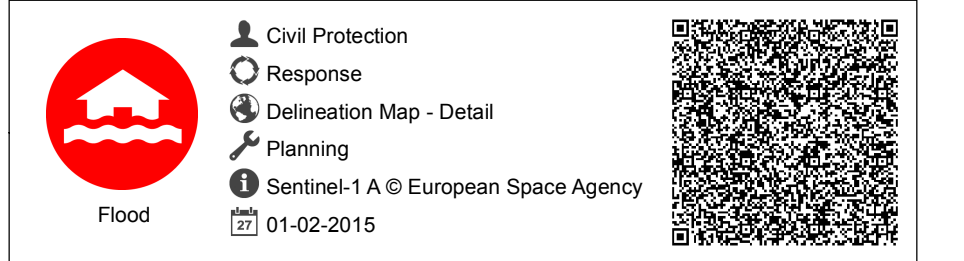 Civil Protection
Response
Delineation Map - Detail
Planning
Sentinel-1 A © European Space Agency
27 01-02-2015
Flood